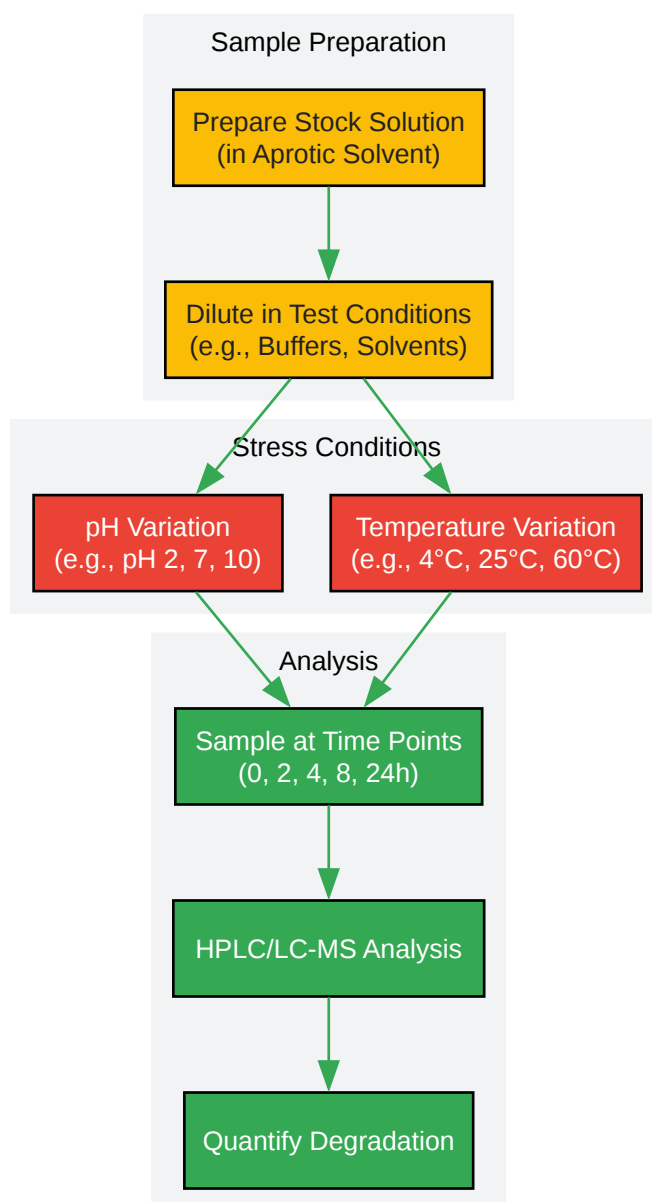 Sample Preparation
Prepare Stock Solution
(in Aprotic Solvent)
Dilute in Test Conditions
(e.g., Buffers, Solvents)
Stress Conditions
pH Variation
(e.g., pH 2, 7, 10)
Temperature Variation
(e.g., 4°C, 25°C, 60°C)
Analysis
Sample at Time Points
(0, 2, 4, 8, 24h)
HPLC/LC-MS Analysis
Quantify Degradation